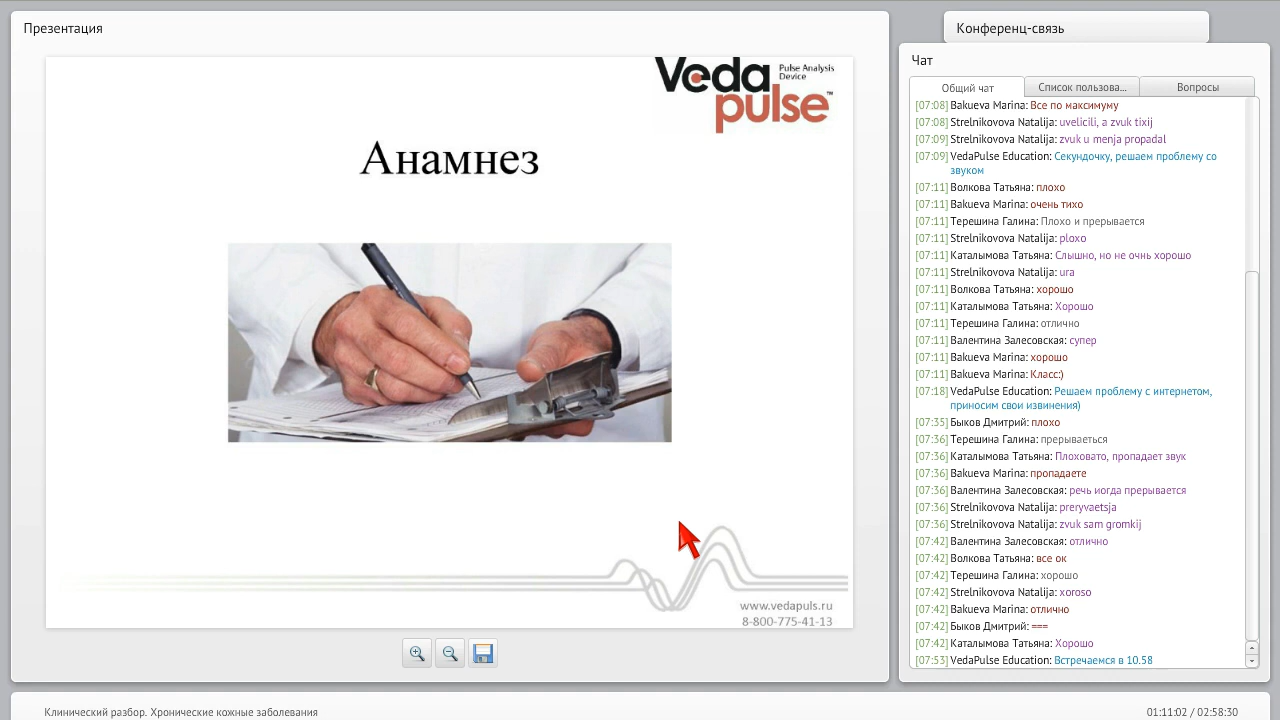 Презентация
Veda
Pulse Analysis
Device
pulse™
Анамнез
www.vedapuls.ru
8-800-775-41-13
Конференц-связь
Чат
Общий чат
Список пользова...
Вопросы
[07:08] Bakueva Marina: Все по максимуму
[07:08] Strelnikovova Natalija: uvelicili, a zvuk tixij
[07:09] Strelnikovova Natalija: zvuk u menja propadal
[07:09] VedaPulse Education: Секундочку, решаем проблему со
звуком
[07:11] Волкова Татьяна: плохо
[07:11] Bakueva Marina: очень тихо
[07:11] Терешина Галина: Плохо и прерывается
[07:11] Strelnikovova Natalija: ploxo
[07:11] Каталымова Татьяна: Слышно, но не очнь хорошо
[07:11] Strelnikovova Natalija: ura
[07:11] Волкова Татьяна: хорошо
[07:11] Каталымова Татьяна: Хорошо
[07:11] Терешина Галина: отлично
[07:11] Валентина Залесовская: супер
[07:11] Bakueva Marina: хорошо
[07:11] Bakueva Marina: Класс:)
[07:18] VedaPulse Education: Решаем проблему с интернетом,
приносим свои извинения)
[07:35] Быков Дмитрий: плохо
[07:36] Терешина Галина: прерываеться
[07:36] Каталымова Татьяна: Плоховато, пропадает звук
[07:36] Bakueva Marina: пропадаете
[07:36] Валентина Залесовская: речь иогда прерывается
[07:36] Strelnikovova Natalija: preryvaetsja
[07:36] Strelnikovova Natalija: zvuk sam gromkij
[07:42] Валентина Залесовская: отлично
[07:42] Волкова Татьяна: все ок
[07:42] Терешина Галина: хорошо
[07:42] Strelnikovova Natalija: xoroso
[07:42] Bakueva Marina: отлично
[07:42] Быков Дмитрий: ===
[07:42] Каталымова Татьяна: Хорошо
[07:53] VedaPulse Education: Встречаемся в 10.58
Клинический разбор. Хронические кожные заболевания
01:11:02 / 02:58:30